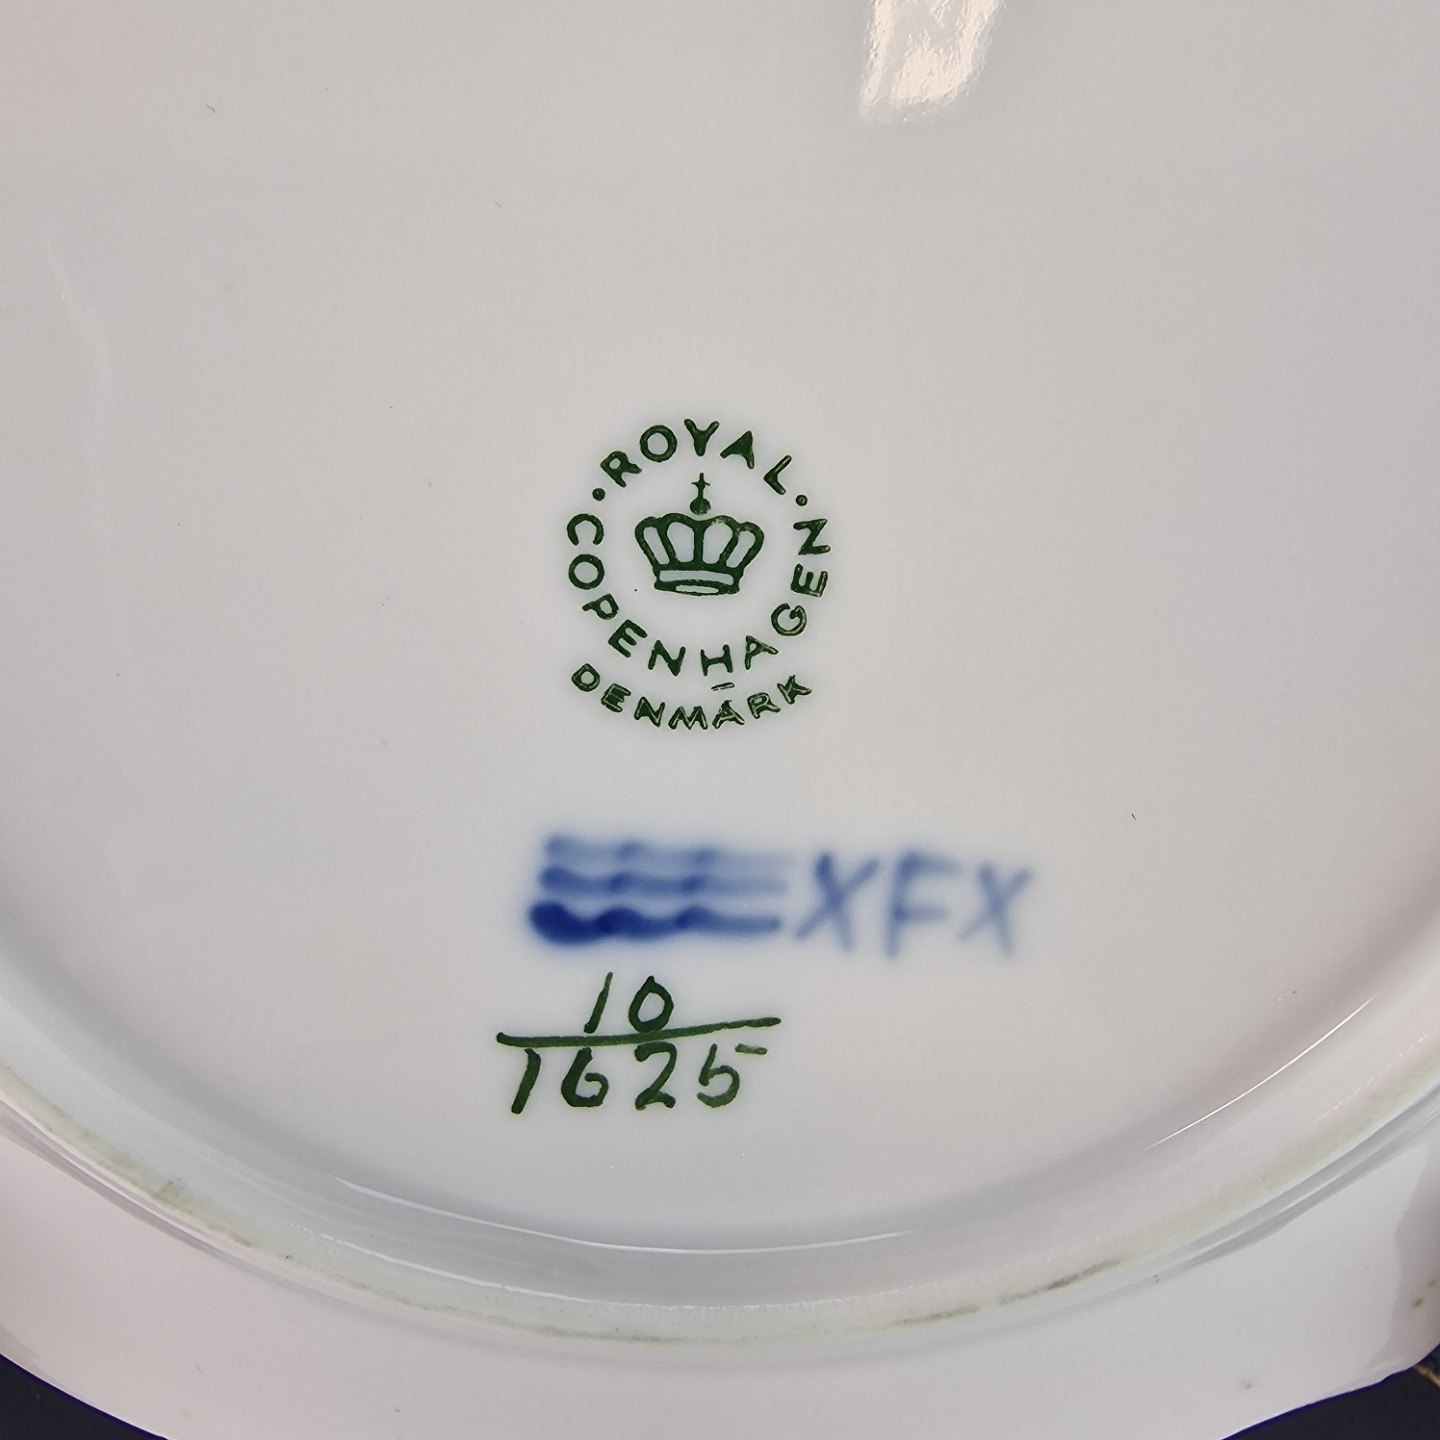 ROYAL
COPENHAGEN
DENMARK
XFX
10
1625